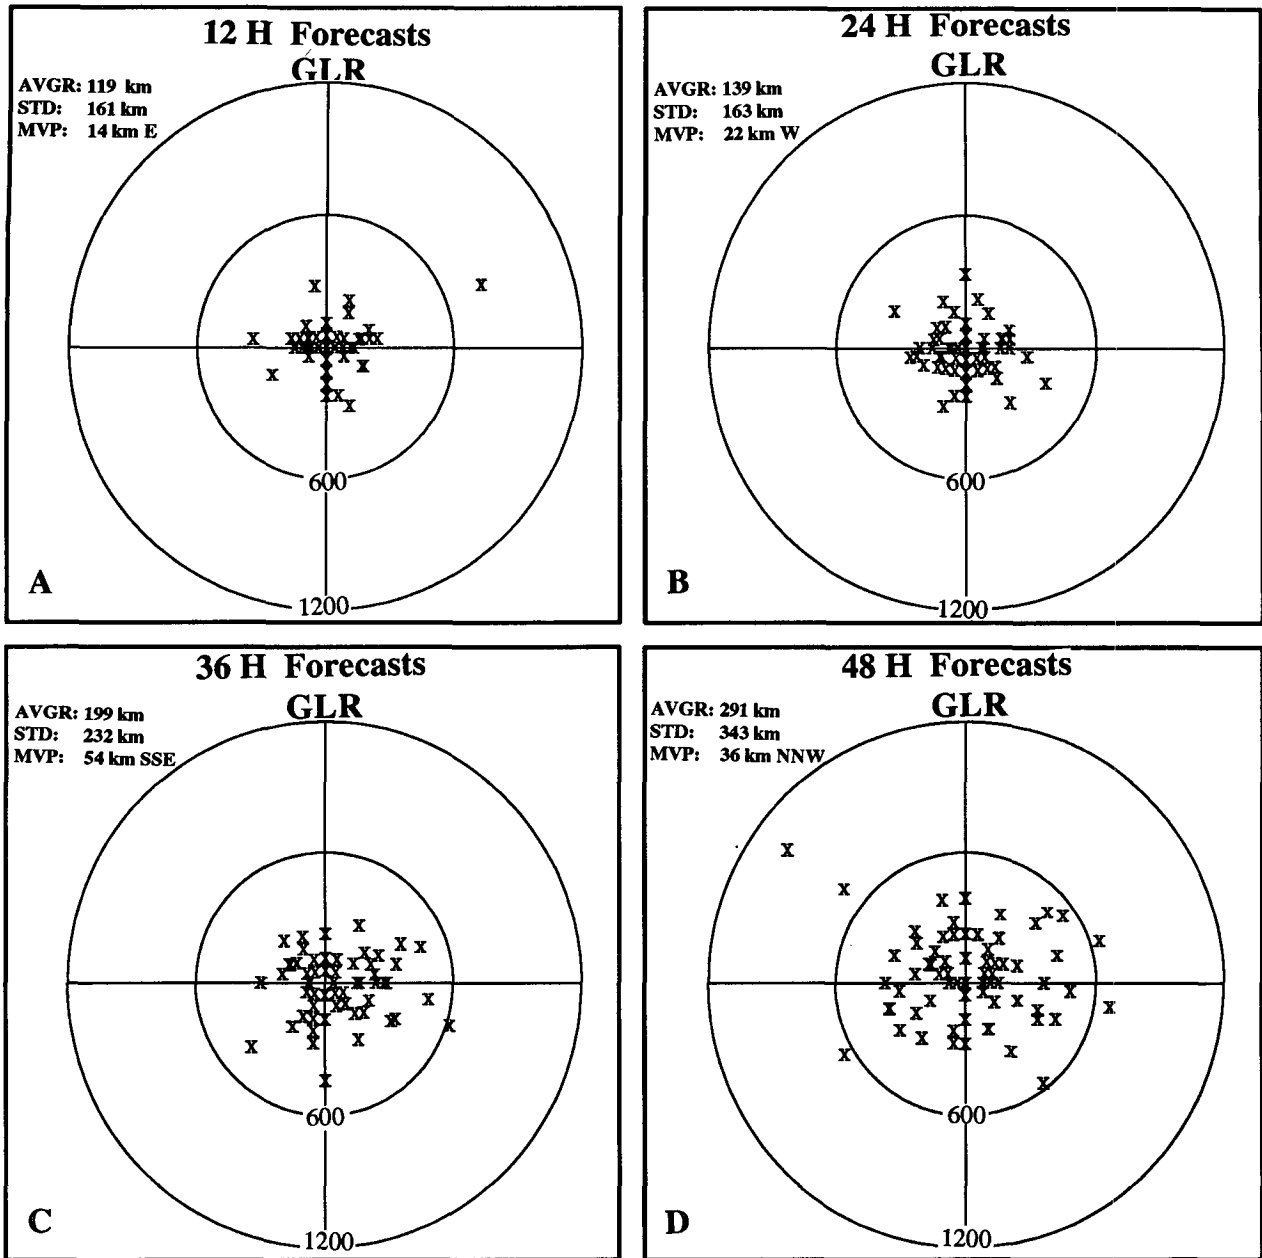 12 H Forecasts
GLR
AVGR: 119 km
STD: 161 km
MVP: 14 km E
600
1200
A
24 H Forecasts
GLR
AVGR: 139 km
STD: 163 km
MVP: 22 km W
600
1200
B
36 H Forecasts
GLR
AVGR: 199 km
STD: 232 km
MVP: 54 km SSE
600
1200
C
48 H Forecasts
GLR
AVGR: 291 km
STD: 343 km
MVP: 36 km NNW
600
1200
D